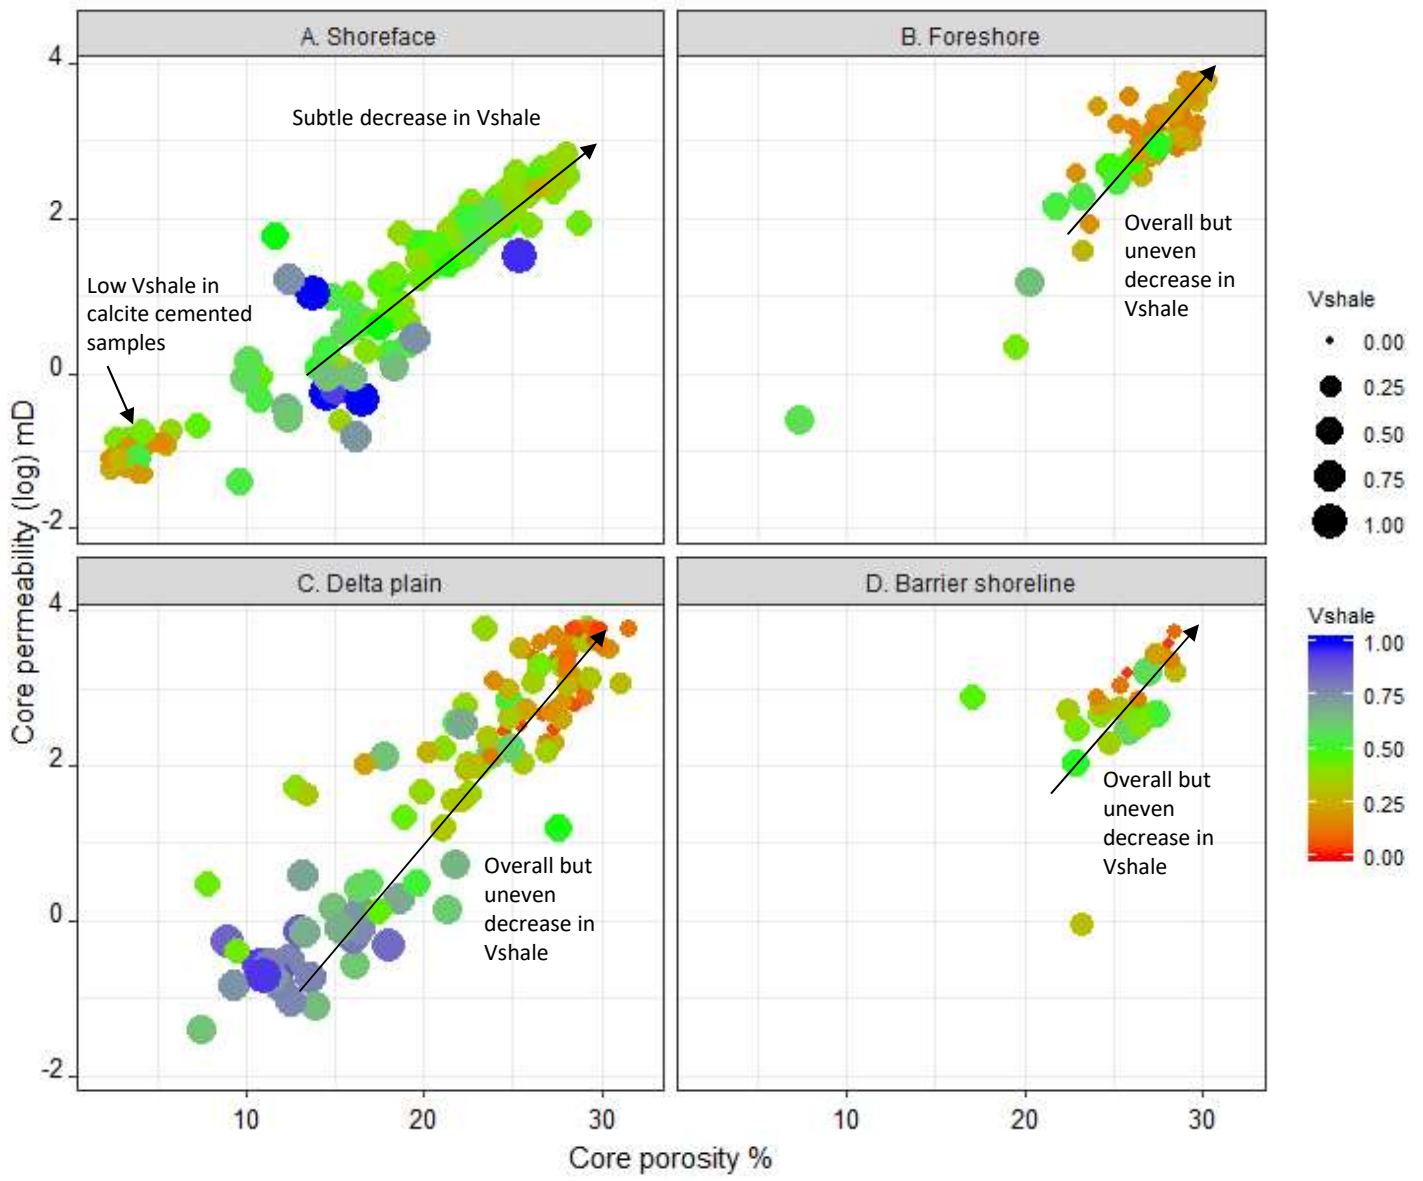 A. Shoreface
B. Foreshore
4
2
0
-2
Subtle decrease in Vshale
Low Vshale in
calcite cemented
samples
Overall but
uneven
decrease in
Vshale
C. Delta plain
D. Barrier shoreline
4
2
0
-2
Overall but
uneven
decrease in
Vshale
Overall but
uneven
decrease in
Vshale
10
20
30
10
20
30
Core porosity %
Core permeability (log) mD
Vshale
0.00
0.25
0.50
0.75
1.00
Vshale
1.00
0.75
0.50
0.25
0.00